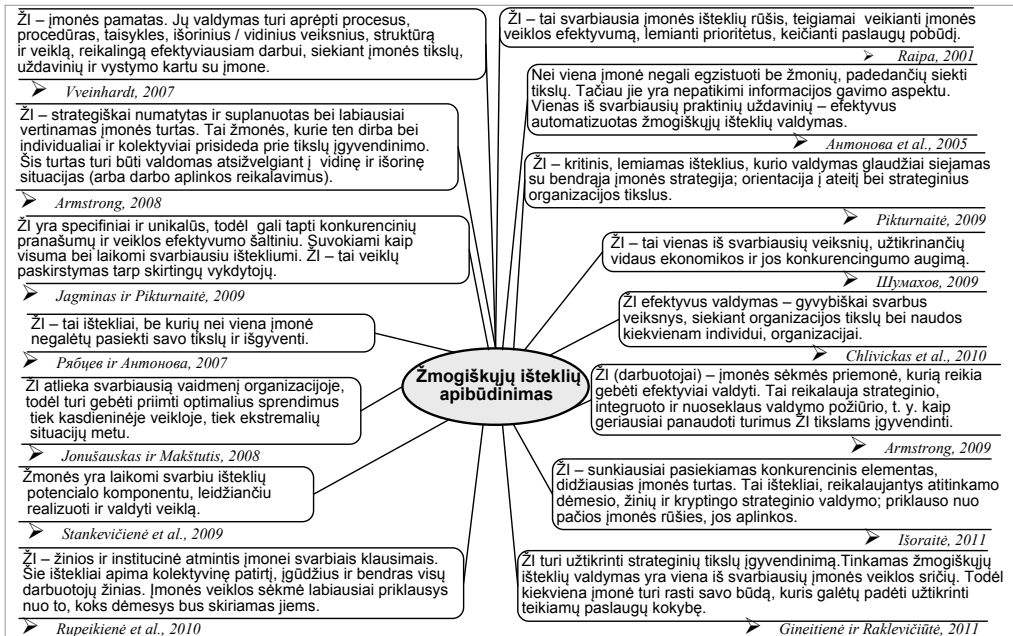 ŽI – įmonės pamatas. Jų valdymas turi aprėpti procesus,
procedūras, taisykles, išorinius / vidinius veiksnius, struktūrą
ir veiklą, reikalingą efektyviausiam darbui, siekiant įmonės tikslų,
uždavinių ir vystymo kartu su įmone.
Vveinhardt, 2007
ŽI – strategiškai numatytas ir suplanuotas bei labiausiai
vertinamas įmonės turtas. Tai žmonės, kurie ten dirba bei
individualiai ir kolektyviai prisideda prie tikslų įgyvendinimo.
Šis turtas turi būti valdomas atsižvelgiant į vidinę ir išorinę
situacijas (arba darbo aplinkos reikalavimus).
Armstrong, 2008
ŽI yra specifiniai ir unikalūs, todėl gali tapti konkurencinių
pranašumų ir veiklos efektyvumo šaltiniu. Suvokiami kaip
visuma bei laikomi svarbiausiu ištekliumi. ŽI – tai veiklų
paskirstymas tarp skirtingų vykdytojų.
Jagminas ir Pikturnaitė, 2009
ŽI – tai ištekliai, be kurių nei viena įmonė
negalėtų pasiekti savo tikslų ir išgyventi.
Рябцев ir Антонова, 2007
ŽI atlieka svarbiausią vaidmenį organizacijoje,
todėl turi gebėti priimti optimalius sprendimus
tiek kasdieninėje veikloje, tiek ekstremalių
situacijų metu.
Jonušauskas ir Makštutis, 2008
Žmonės yra laikomi svarbiu išteklių
potencialo komponentu, leidžiančiu
realizuoti ir valdyti veiklą.
Stankevičienė et al., 2009
ŽI – žinios ir institucinė atmintis įmonei svarbiais klausimais.
Šie ištekliai apima kolektyvinę patirtį, įgūdžius ir bendras visų
darbuotojų žinias. Įmonės veiklos sėkmė labiausiai priklausys
nuo to, koks dėmesys bus skiriamas jiems.
Rupeikienė et al., 2010
Žmogiškųjų išteklių
apibūdinimas
ŽI – tai svarbiausia įmonės išteklių rūšis, teigiamai veikianti įmonės
veiklos efektyvumą, lemianti prioritetus, keičianti paslaugų pobūdį.
Raipa, 2001
Nei viena įmonė negali egzistuoti be žmonių, padedančių siekti
tikslų. Tačiau jie yra nepatikimi informacijos gavimo aspektu.
Vienas iš svarbiausių praktinių uždavinių – efektyvus
automatizuotas žmogiškųjų išteklių valdymas.
Антонова et al., 2005
ŽI – kritinis, lemiamas išteklius, kurio valdymas glaudžiai siejamas
su bendrąja įmonės strategija; orientacija į ateitį bei strateginius
organizacijos tikslus.
Pikturnaitė, 2009
ŽI – tai vienas iš svarbiausių veiksnių, užtikrinančių
vidaus ekonomikos ir jos konkurencingumo augimą.
Шумахов, 2009
ŽI efektyvus valdymas – gyvybiškai svarbus
veiksnys, siekiant organizacijos tikslų bei naudos
kiekvienam individui, organizacijai.
Chlivickas et al., 2010
ŽI (darbuotojai) – įmonės sėkmės priemonė, kurią reikia
gebėti efektyviai valdyti. Tai reikalauja strateginio,
integruoto ir nuoseklaus valdymo požiūrio, t. y. kaip
geriausiai panaudoti turimus ŽI tikslams įgyvendinti.
Armstrong, 2009
ŽI – sunkiausiai pasiekiamas konkurencinis elementas,
didžiausias įmonės turtas. Tai ištekliai, reikalaujantys atitinkamo
dėmesio, žinių ir kryptingo strateginio valdymo; priklauso nuo
pačios įmonės rūšies, jos aplinkos.
Išoraitė, 2011
ŽI turi užtikrinti strateginių tikslų įgyvendinimą.Tinkamas žmogiškųjų
išteklių valdymas yra viena iš svarbiausių įmonės veiklos sričių. Todėl
kiekviena įmonė turi rasti savo būdą, kuris galėtų padėti užtikrinti
teikiamų paslaugų kokybę.
Gineitienė ir Raklevičiūtė, 2011